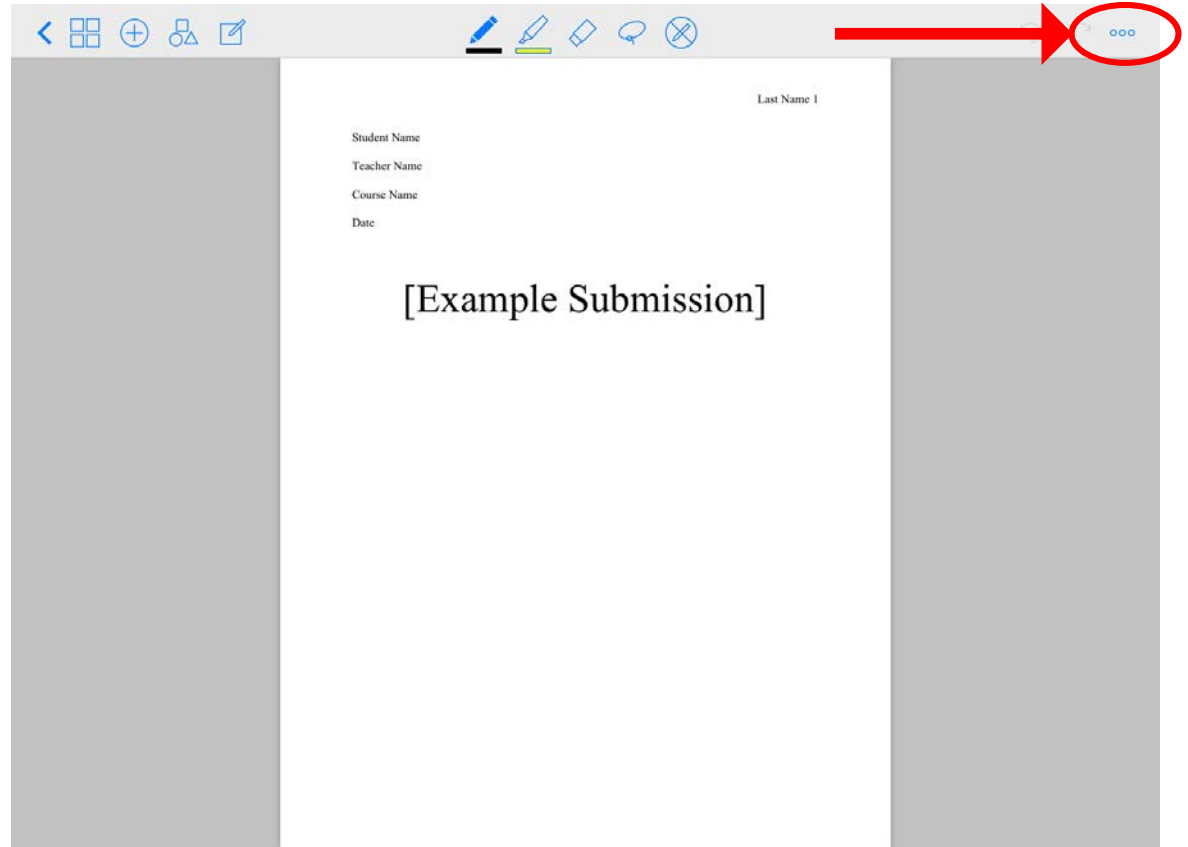 Last Name 1
Student Name
Teacher Name
Course Name
Date
[Example Submission]